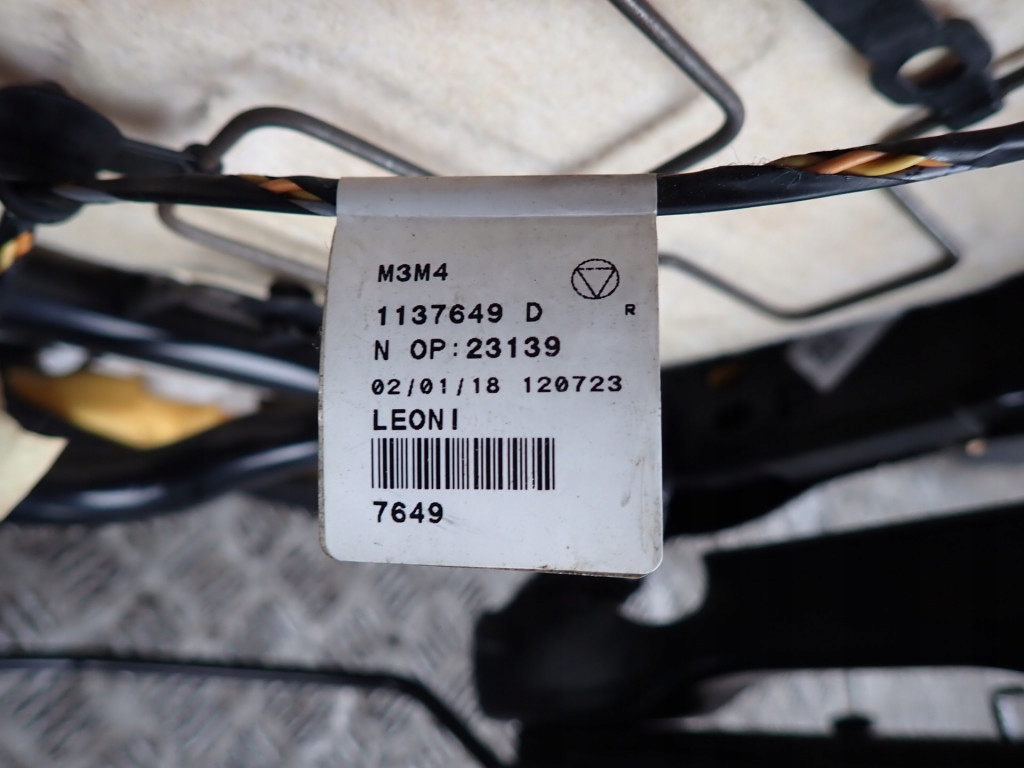 M3M4
1137649 D
R
N OP:23139
02/01/18 120723
LEONI
7649